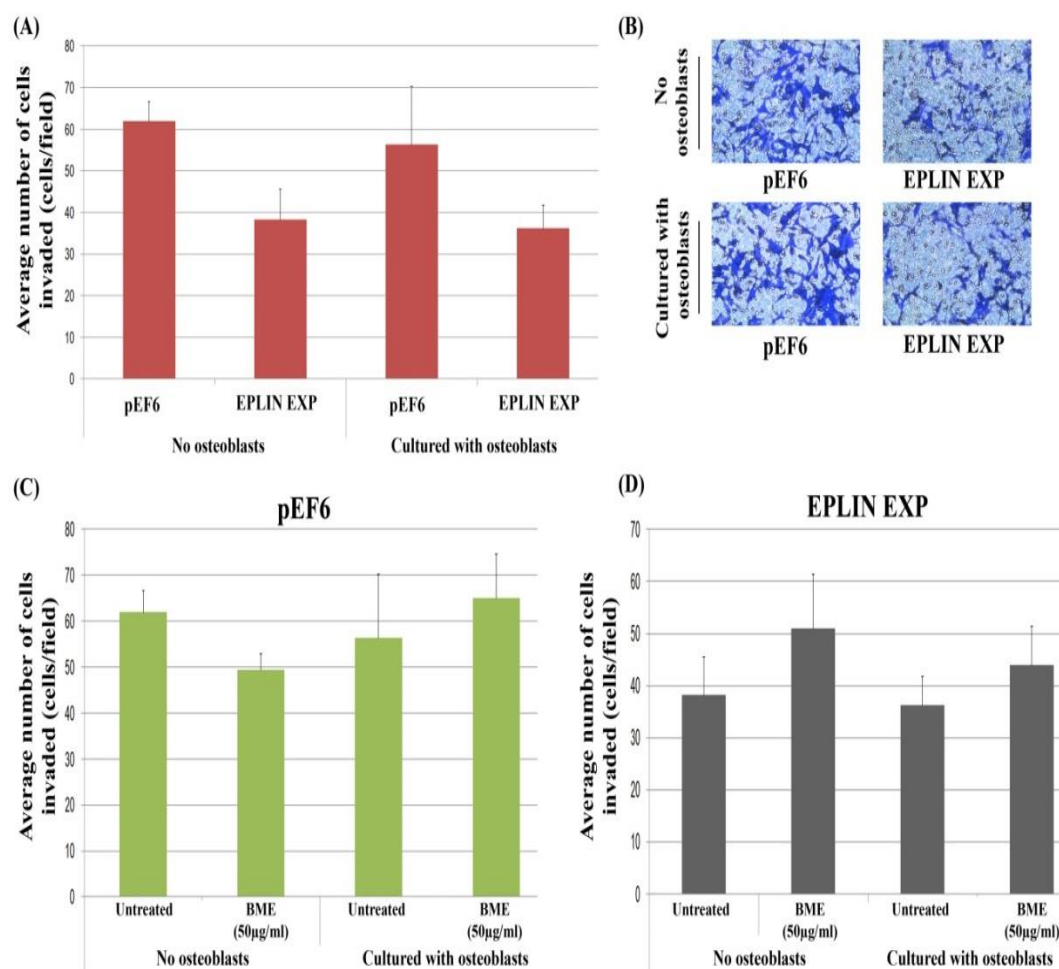 (A)
Average number of cells
invaded (cells/field)
80
70
60
50
40
30
20
10
0
pEF6
EPLIN EXP
pEF6
EPLIN EXP
No osteoblasts
Cultured with osteoblasts
(B)
No
osteoblasts
pEF6
EPLIN EXP
Cultured with
osteoblasts
pEF6
EPLIN EXP
(C)
pEF6
Average number of cells
invaded (cells/field)
80
70
60
50
40
30
20
10
0
Untreated
BME
(50µg/ml)
Untreated
BME
(50µg/ml)
No osteoblasts
Cultured with osteoblasts
(D)
EPLIN EXP
Average number of cells
invaded (cells/field)
70
60
50
40
30
20
10
0
Untreated
BME
(50µg/ml)
Untreated
BME
(50µg/ml)
No osteoblasts
Cultured with osteoblasts